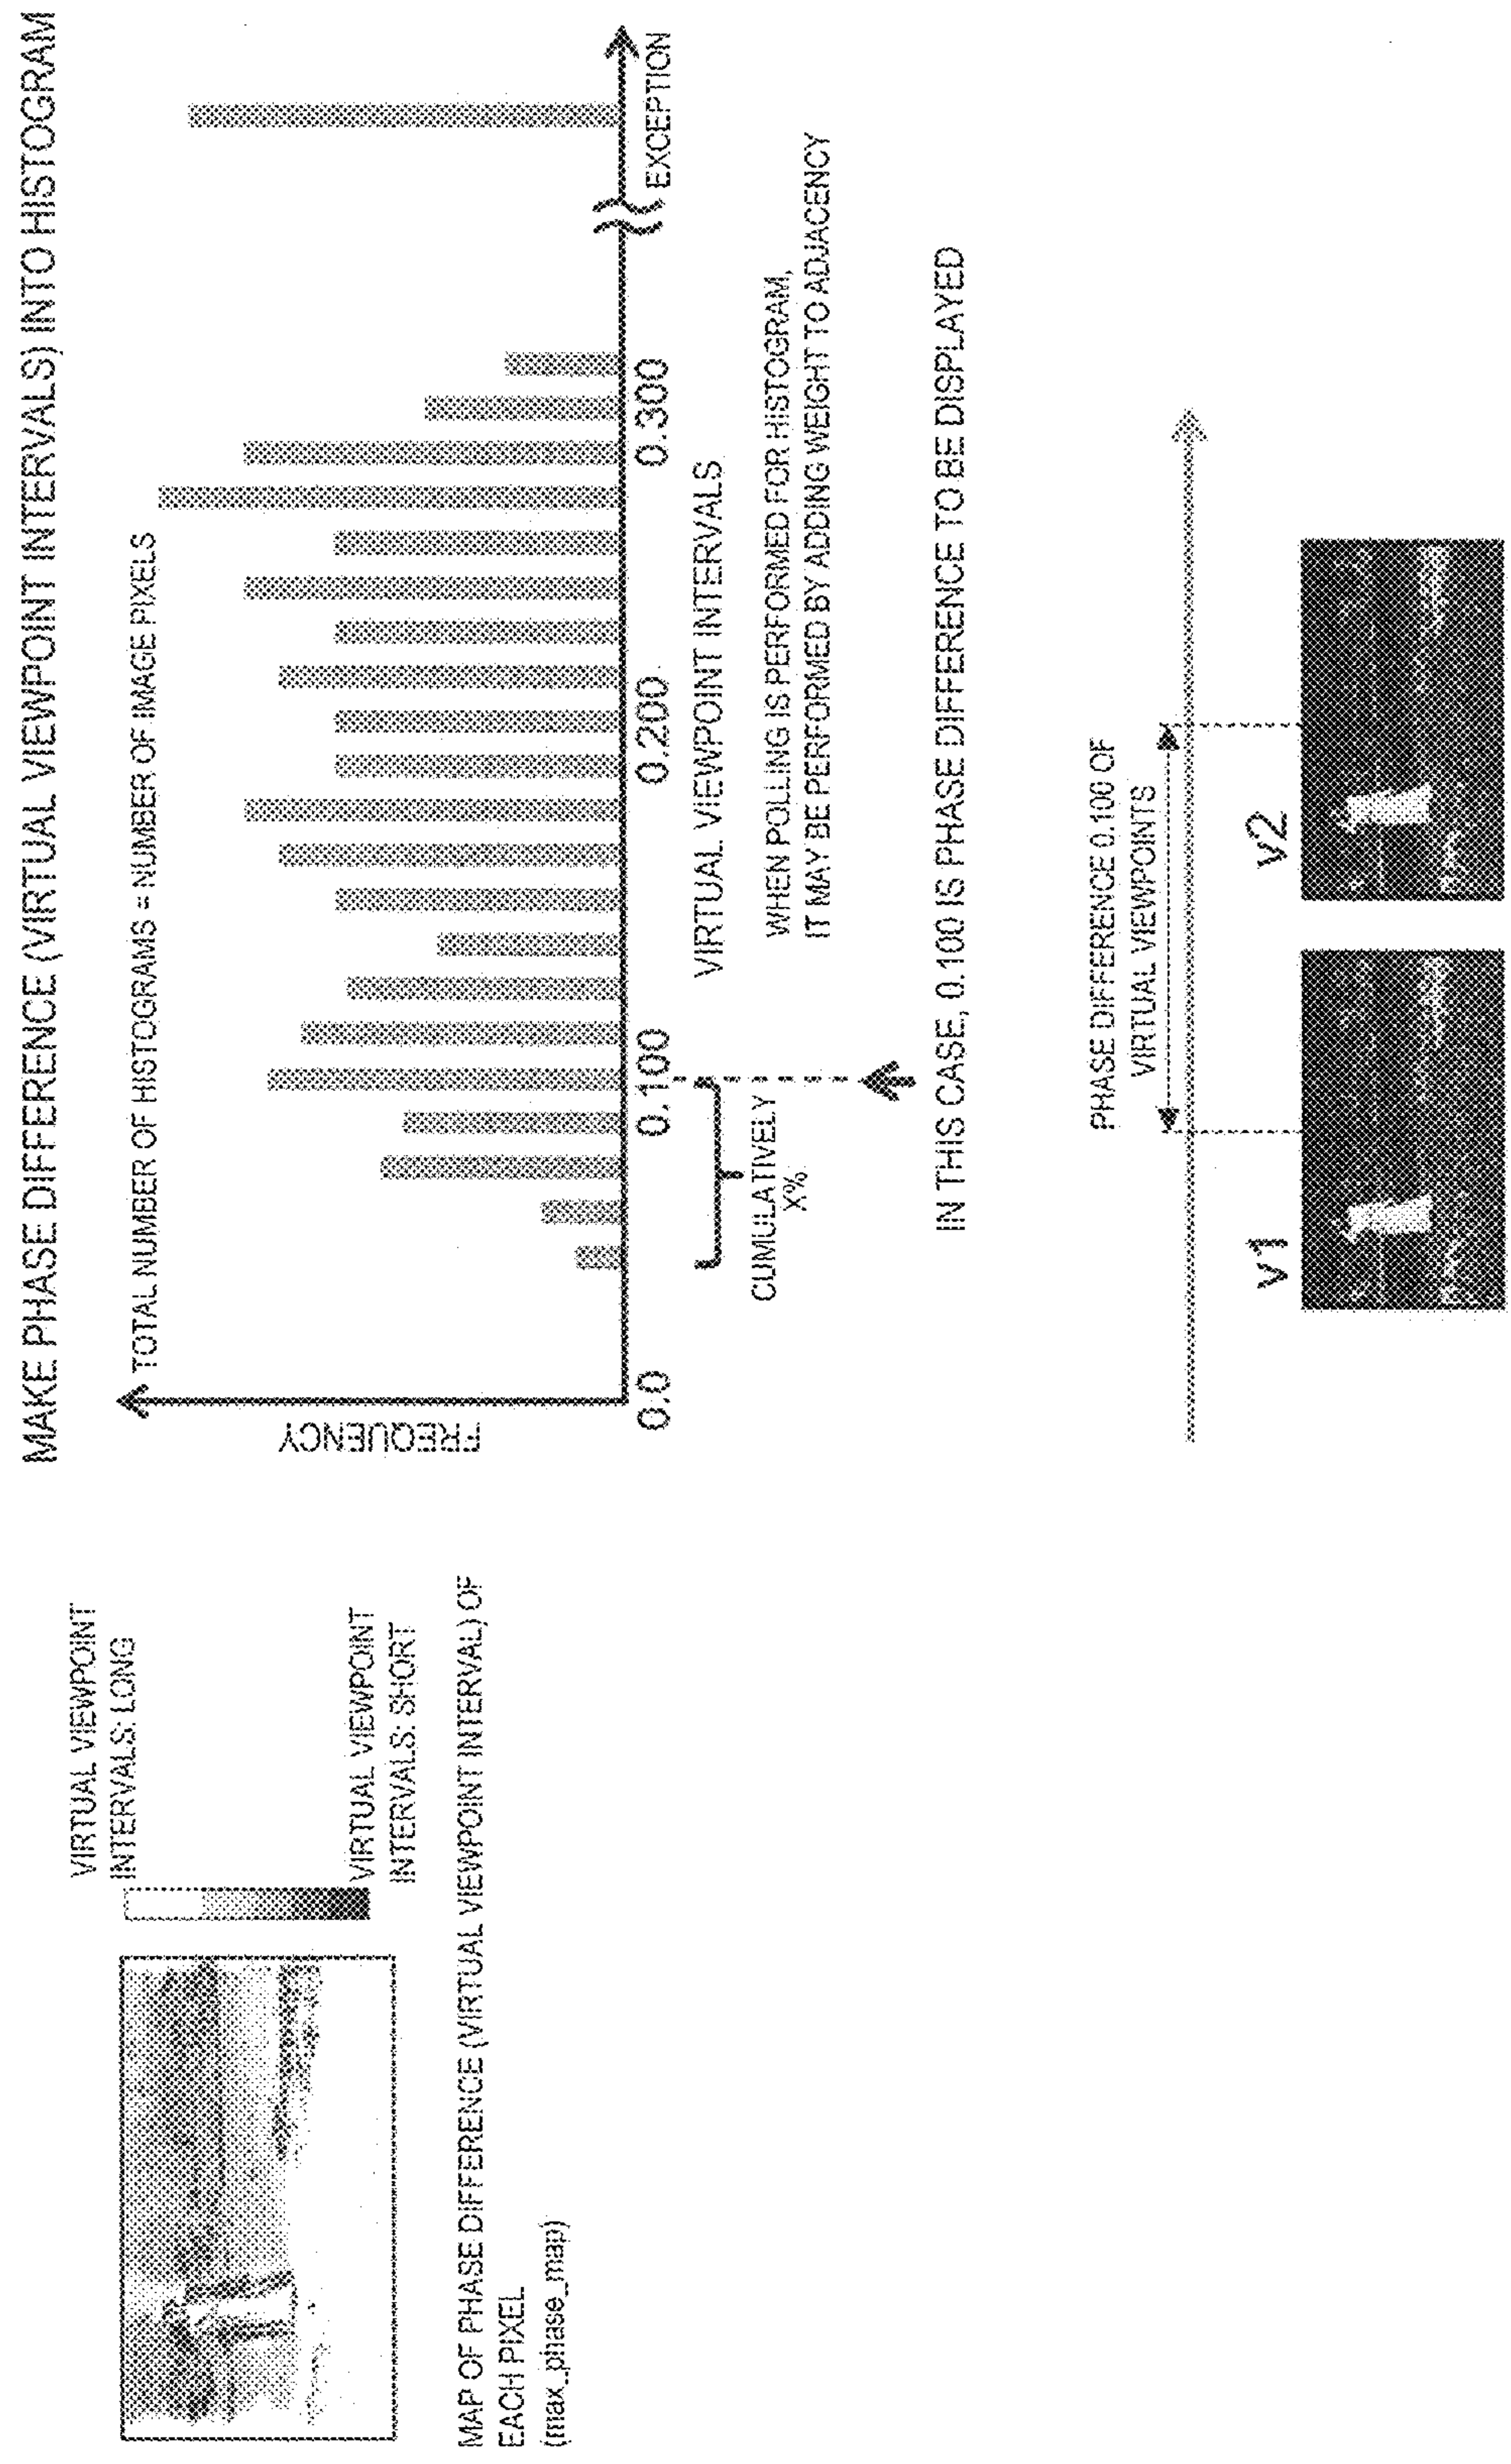 VIRTUAL VIEWPOINT
INTERVALS: LONG
VIRTUAL VIEWPOINT
INTERVALS: SHORT
MAP OF PHASE DIFFERENCE (VIRTUAL VIEWPOINT INTERVAL) OF
EACH PIXEL
(max_phase_map)
MAKE PHASE DIFFERENCE (VIRTUAL VIEWPOINT INTERVALS) INTO HISTOGRAM
TOTAL NUMBER OF HISTOGRAMS = NUMBER OF IMAGE PIXELS
FREQUENCY
0.0
0.100
0.200
0.300
EXCEPTION
VIRTUAL VIEWPOINT INTERVALS
CUMULATIVELY
X%
WHEN POLLING IS PERFORMED FOR HISTOGRAM,
IT MAY BE PERFORMED BY ADDING WEIGHT TO ADJACENCY
IN THIS CASE, 0.100 IS PHASE DIFFERENCE TO BE DISPLAYED
PHASE DIFFERENCE 0.100 OF
VIRTUAL VIEWPOINTS
v1
v2